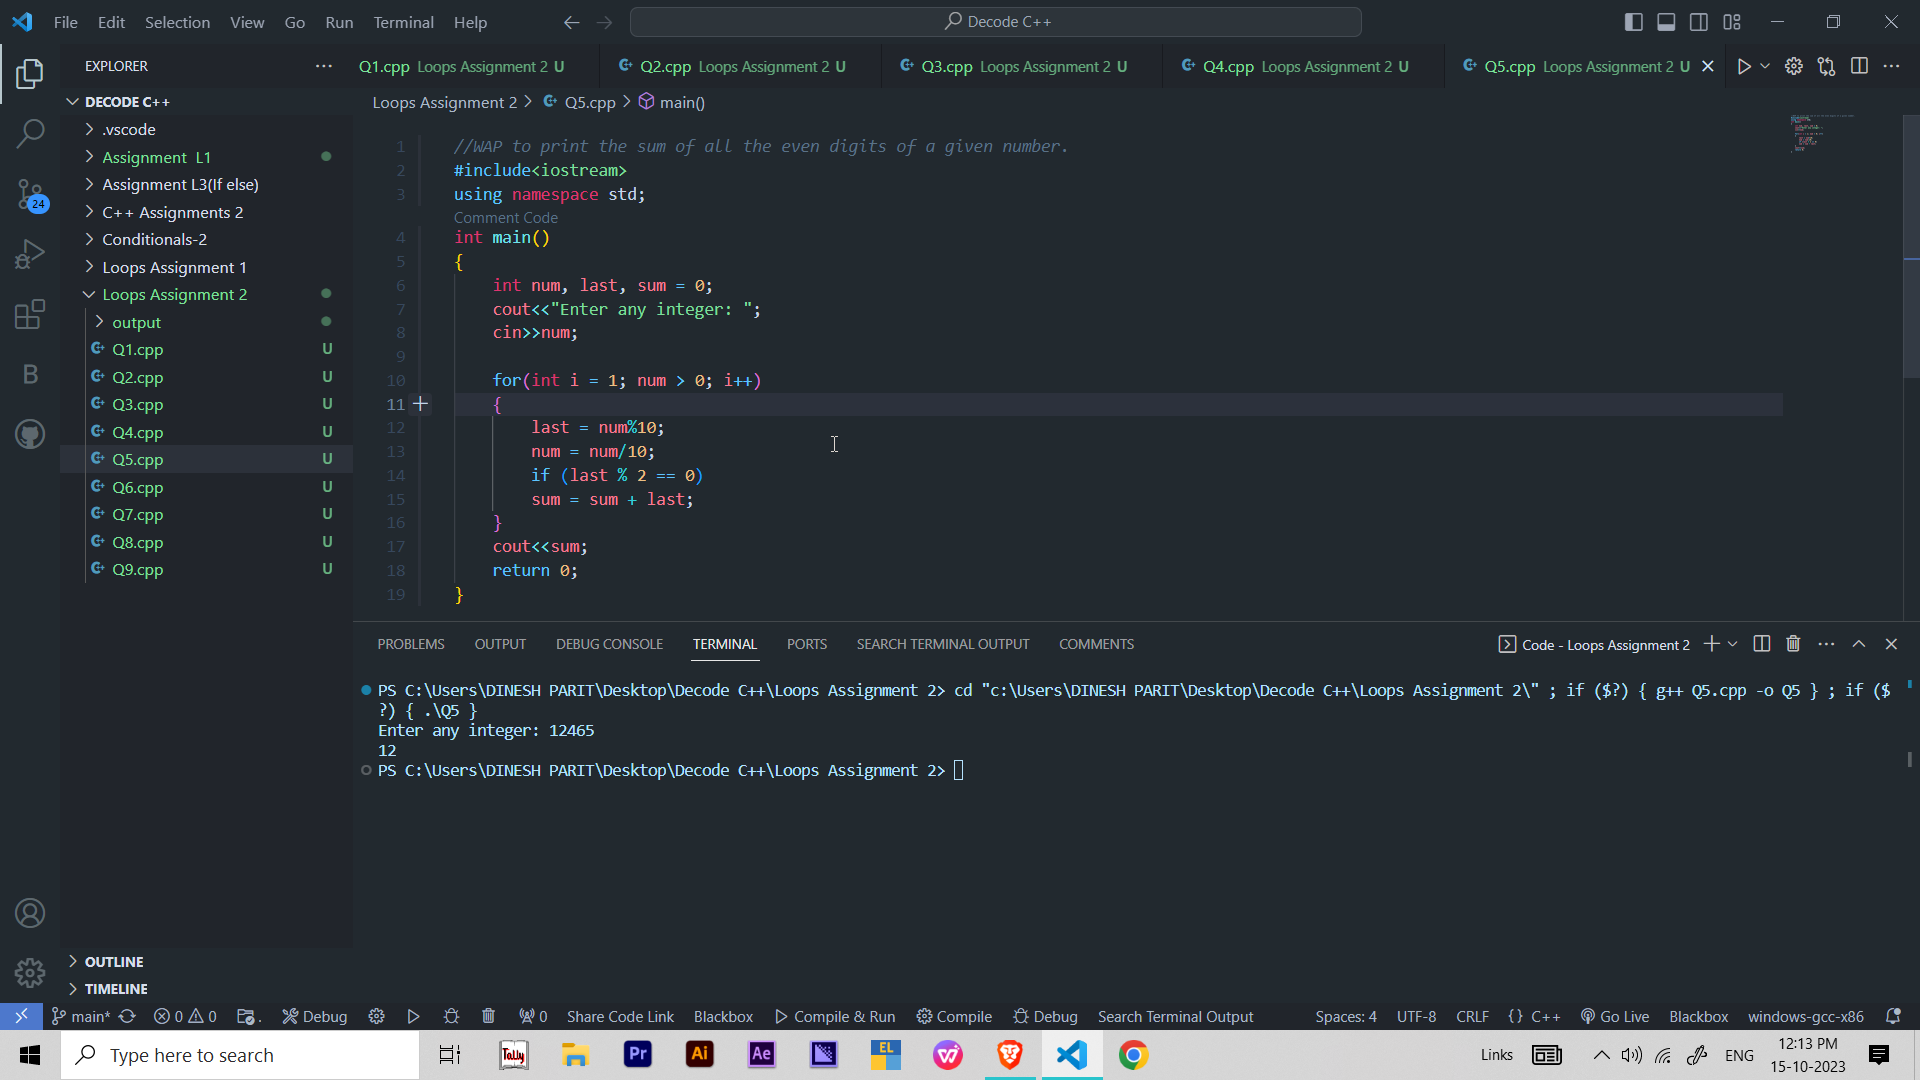 File Edit Selection View Go Run Terminal Help
Decode C++
EXPLORER
Q1.cpp Loops Assignment 2 U
Q2.cpp Loops Assignment 2 U
Q3.cpp Loops Assignment 2 U
Q4.cpp Loops Assignment 2 U
Q5.cpp Loops Assignment 2 U
DECODE C++
.vscode
Assignment L1
Assignment L3(If else)
C++ Assignments 2
Conditionals-2
Loops Assignment 1
Loops Assignment 2
output
Q1.cpp U
Q2.cpp U
Q3.cpp U
Q4.cpp U
Q5.cpp U
Q6.cpp U
Q7.cpp U
Q8.cpp U
Q9.cpp U
OUTLINE
TIMELINE
24
B
Loops Assignment 2 > Q5.cpp > main()
1 //WAP to print the sum of all the even digits of a given number.
2 #include<iostream>
3 using namespace std;
Comment Code
4 int main()
5 {
6 int num, last, sum = 0;
7 cout<<"Enter any integer: ";
8 cin>>num;
9
10 for(int i = 1; num > 0; i++)
11 {
12 last = num%10;
13 num = num/10;
14 if (last % 2 == 0)
15 sum = sum + last;
16 }
17 cout<<sum;
18 return 0;
19 }
PROBLEMS OUTPUT DEBUG CONSOLE TERMINAL PORTS SEARCH TERMINAL OUTPUT COMMENTS
Code - Loops Assignment 2
PS C:\Users\DINESH PARIT\Desktop\Decode C++\Loops Assignment 2> cd "c:\Users\DINESH PARIT\Desktop\Decode C++\Loops Assignment 2\" ; if ($?) { g++ Q5.cpp -o Q5 } ; if ($
?) { .\Q5 }
Enter any integer: 12465
12
PS C:\Users\DINESH PARIT\Desktop\Decode C++\Loops Assignment 2>
main* 0 0 . Debug 0 Share Code Link Blackbox Compile & Run Compile Debug Search Terminal Output Spaces: 4 UTF-8 CRLF {} C++ Go Live Blackbox windows-gcc-x86
Type here to search
Tally Pr Ai Ae EL
Links ENG
12:13 PM
15-10-2023